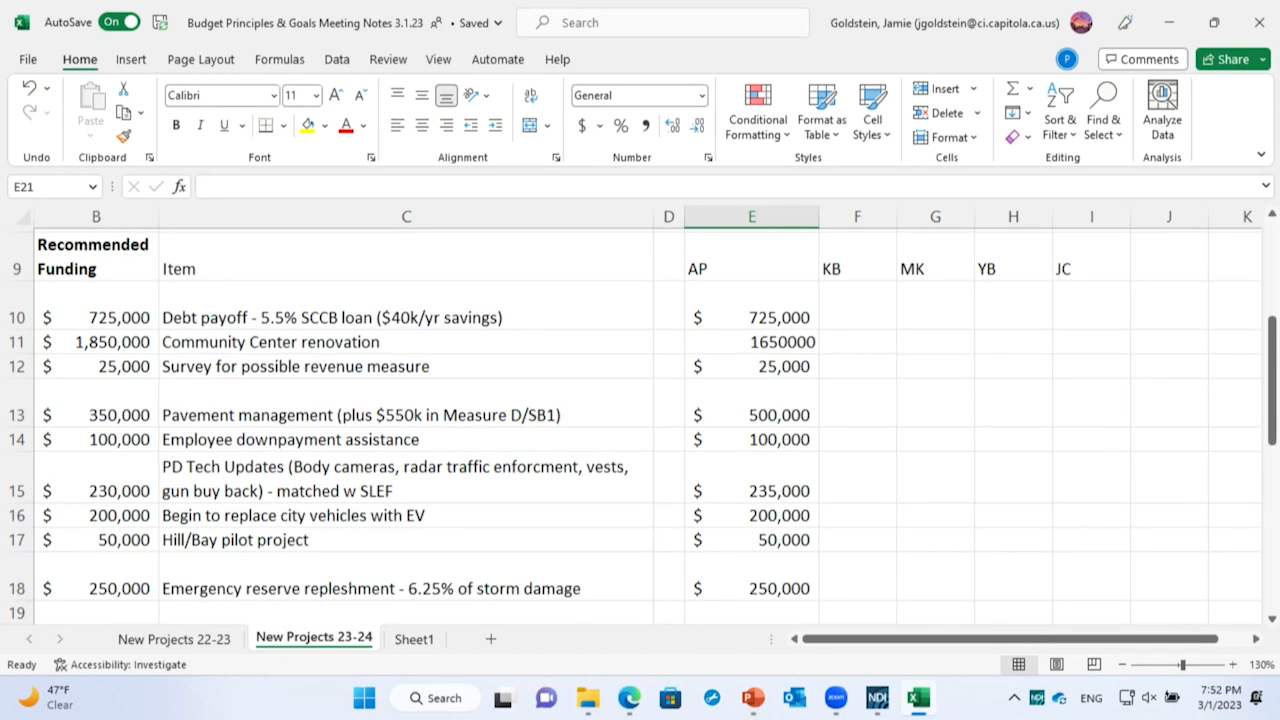 AutoSave On Budget Principles & Goals Meeting Notes 3.1.23 • Saved Search Goldstein, Jamie (jgoldstein@ci.capitola.ca.us)
File Home Insert Page Layout Formulas Data Review View Automate Help P Comments Share
Calibri 11 General Insert
Paste Conditional Format as Cell Delete Sort & Find & Analyze
B I U $ % Formatting Table Styles Format Filter Select Data
Undo Clipboard Font Alignment Number Styles Cells Editing Analysis
E21 fx
B C D E F G H I J K
Recommended
9 Funding Item AP KB MK YB JC
10 $ 725,000 Debt payoff - 5.5% SCCB loan ($40k/yr savings) $ 725,000
11 $ 1,850,000 Community Center renovation 1650000
12 $ 25,000 Survey for possible revenue measure $ 25,000
13 $ 350,000 Pavement management (plus $550k in Measure D/SB1) $ 500,000
14 $ 100,000 Employee downpayment assistance $ 100,000
PD Tech Updates (Body cameras, radar traffic enforcment, vests,
15 $ 230,000 gun buy back) - matched w SLEF $ 235,000
16 $ 200,000 Begin to replace city vehicles with EV $ 200,000
17 $ 50,000 Hill/Bay pilot project $ 50,000
18 $ 250,000 Emergency reserve repleshment - 6.25% of storm damage $ 250,000
19
New Projects 22-23 New Projects 23-24 Sheet1
Ready Accessibility: Investigate 130%
47°F Search zoom NDI NDI ENG 7:52 PM
Clear 3/1/2023